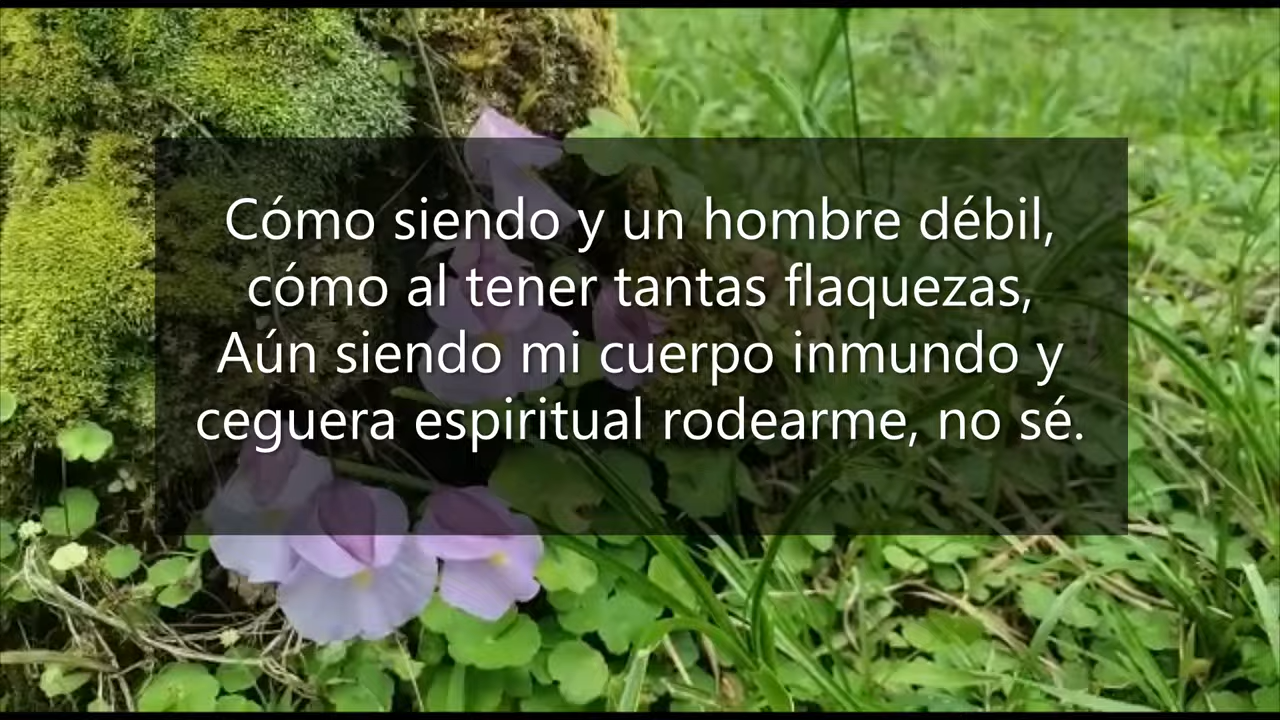 Cómo siendo y un hombre débil,
cómo al tener tantas flaquezas,
Aún siendo mi cuerpo inmundo y
ceguera espiritual rodearme, no sé.